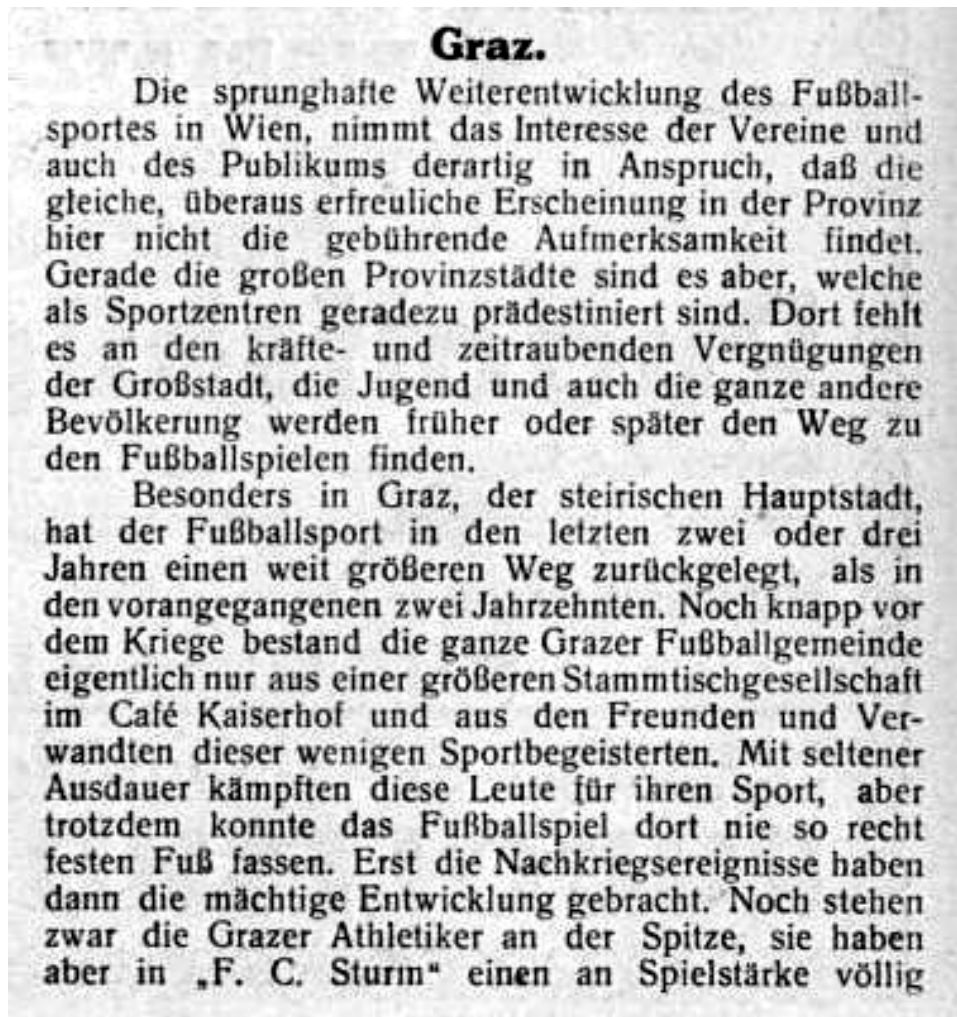 Graz.
Die sprunghafte Weiterentwicklung des Fußball-
sportes in Wien, nimmt das Interesse der Vereine und
auch des Publikums derartig in Anspruch, daß die
gleiche, überaus erfreuliche Erscheinung in der Provinz
hier nicht die gebührende Aufmerksamkeit findet.
Gerade die großen Provinzstädte sind es aber, welche
als Sportzentren geradezu prädestiniert sind. Dort fehlt
es an den kräfte- und zeitraubenden Vergnügungen
der Großstadt, die Jugend und auch die ganze andere
Bevölkerung werden früher oder später den Weg zu
den Fußballspielen finden.
Besonders in Graz, der steirischen Hauptstadt,
hat der Fußballsport in den letzten zwei oder drei
Jahren einen weit größeren Weg zurückgelegt, als in
den vorangegangenen zwei Jahrzehnten. Noch knapp vor
dem Kriege bestand die ganze Grazer Fußballgemeinde
eigentlich nur aus einer größeren Stammtischgesellschaft
im Café Kaiserhof und aus den Freunden und Ver-
wandten dieser wenigen Sportbegeisterten. Mit seltener
Ausdauer kämpften diese Leute für ihren Sport, aber
trotzdem konnte das Fußballspiel dort nie so recht
festen Fuß fassen. Erst die Nachkriegsereignisse haben
dann die mächtige Entwicklung gebracht. Noch stehen
zwar die Grazer Athletiker an der Spitze, sie haben
aber in „F. C. Sturm“ einen an Spielstärke völlig